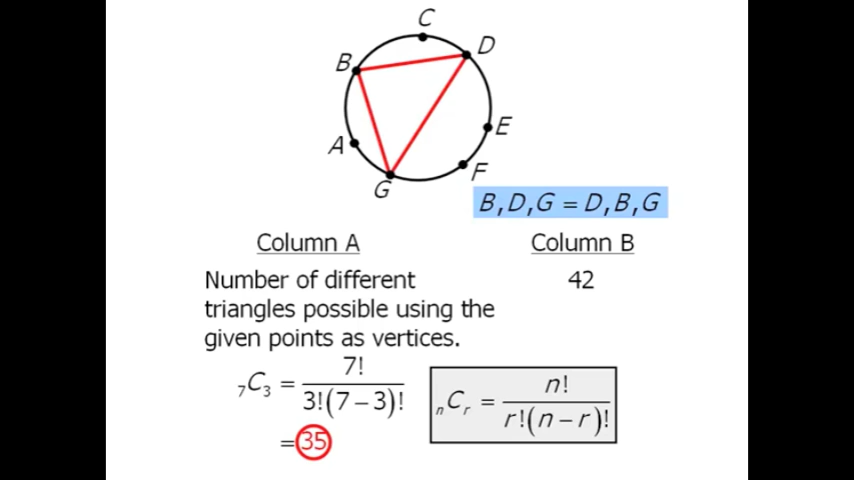 C
D
B
E
A
F
G
B,D,G = D,B,G
Column A
Column B
Number of different
42
triangles possible using the
given points as vertices.
₇C₃ = 7!/(3!(7 – 3)!
ₙCᵣ = n!/(r!(n – r)!
= 35